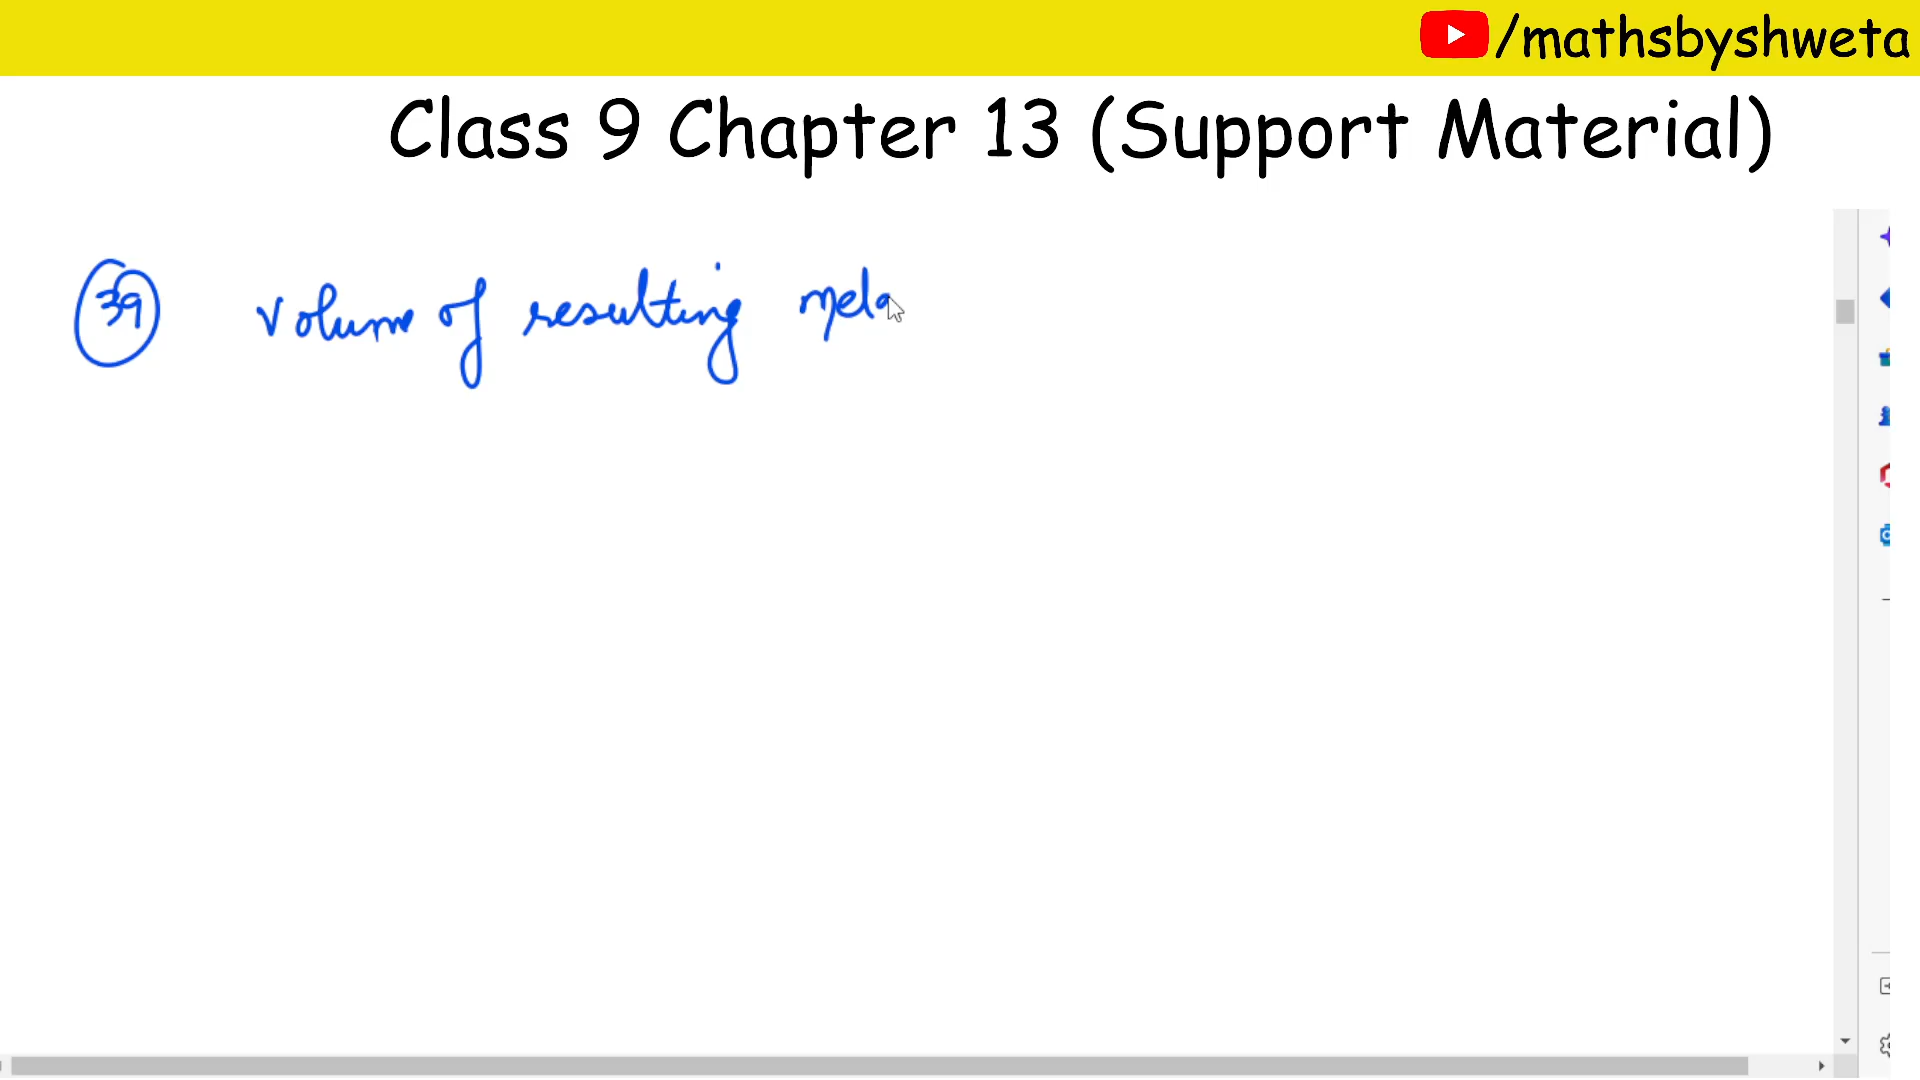 /mathsbyshweta
Class 9 Chapter 13 (Support Material)
39 volume of resulting